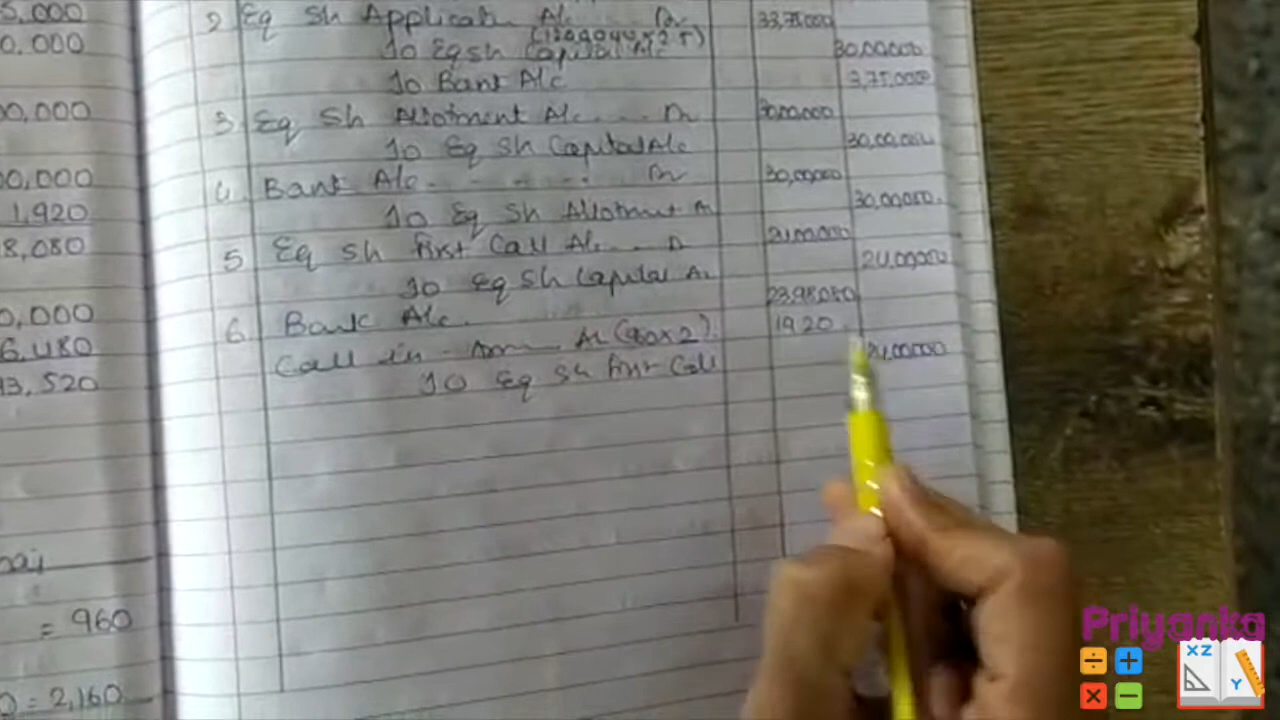 5,000
0,000
00,000
00,000
1,920
8,080
0,000
6,480
93,520
= 960
0 = 2,160
2 Eq Sh Applicat A/c Dr 33,75,000
To Eq sh Capital A/c 30,00,000
To Bank A/c 3,75,000
3 Eq Sh Allotment A/c.... Dr 3000,000
To Eq Sh Capital A/c 30,00,000
4. Bank A/c. - - - . Dr 30,00,000
To Eq Sh Allotment A 30,00,000.
5 Eq Sh first Call A/c... Dr 2400,000
To Eq Sh Capital A. 24,00,000
6. Bank A/c. 23,98,080
Call in - A/c (960x2). 1920
To Eq Sh first Call 24,00,000
Priyanka
÷ +
× −
XZ
Y